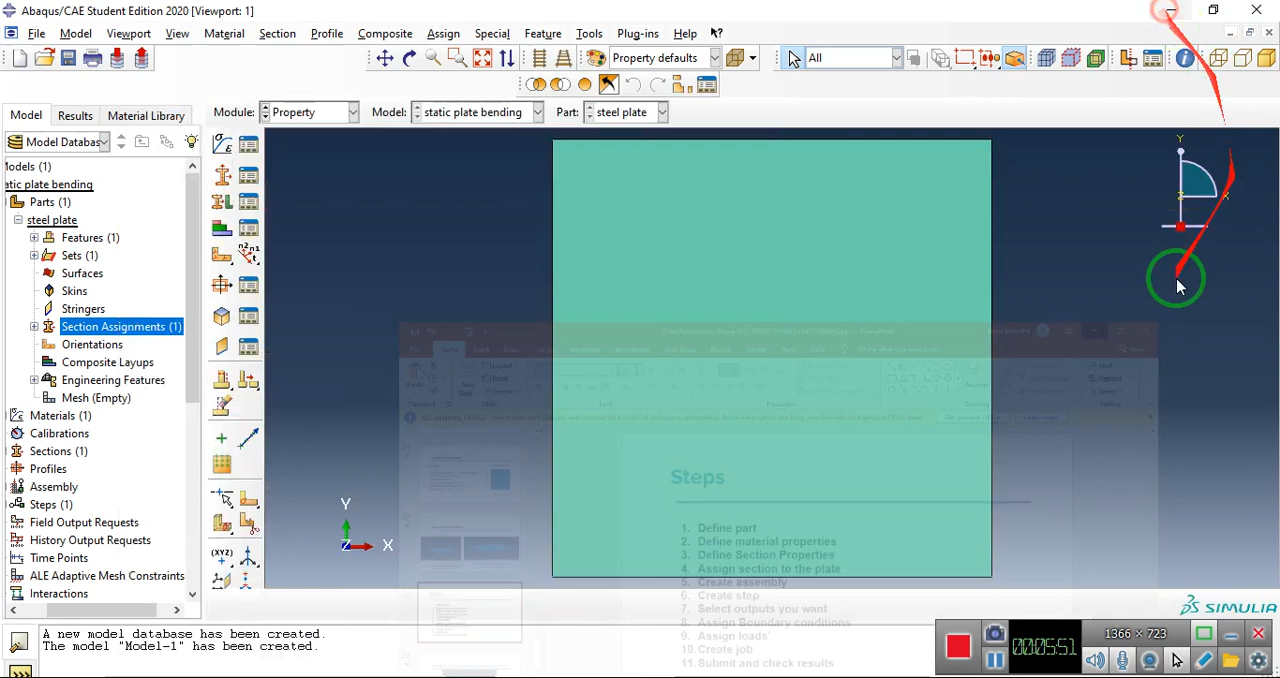 Abaqus/CAE Student Edition 2020 [Viewport: 1]
File Model Viewport View Material Section Profile Composite Assign Special Feature Tools Plug-ins Help
Property defaults
All
Model Results Material Library
Module: Property Model: static plate bending Part: steel plate
Model Databas
odels (1)
atic plate bending
Parts (1)
steel plate
Features (1)
Sets (1)
Surfaces
Skins
Stringers
Section Assignments (1)
Orientations
Composite Layups
Engineering Features
Mesh (Empty)
Materials (1)
Calibrations
Sections (1)
Profiles
Assembly
Steps (1)
Field Output Requests
History Output Requests
Time Points
ALE Adaptive Mesh Constraints
Interactions
(XYZ)
Y
X
Z
Y
X
Z
Steps
1. Define part
2. Define material properties
3. Define Section Properties
4. Assign section to the plate
5. Create assembly
6. Create step
7. Select outputs you want
8. Assign Boundary conditions
9. Assign loads'
10. Create job
11. Submit and check results
SIMULIA
A new model database has been created.
The model "Model-1" has been created.
00:05:51
1366 × 723